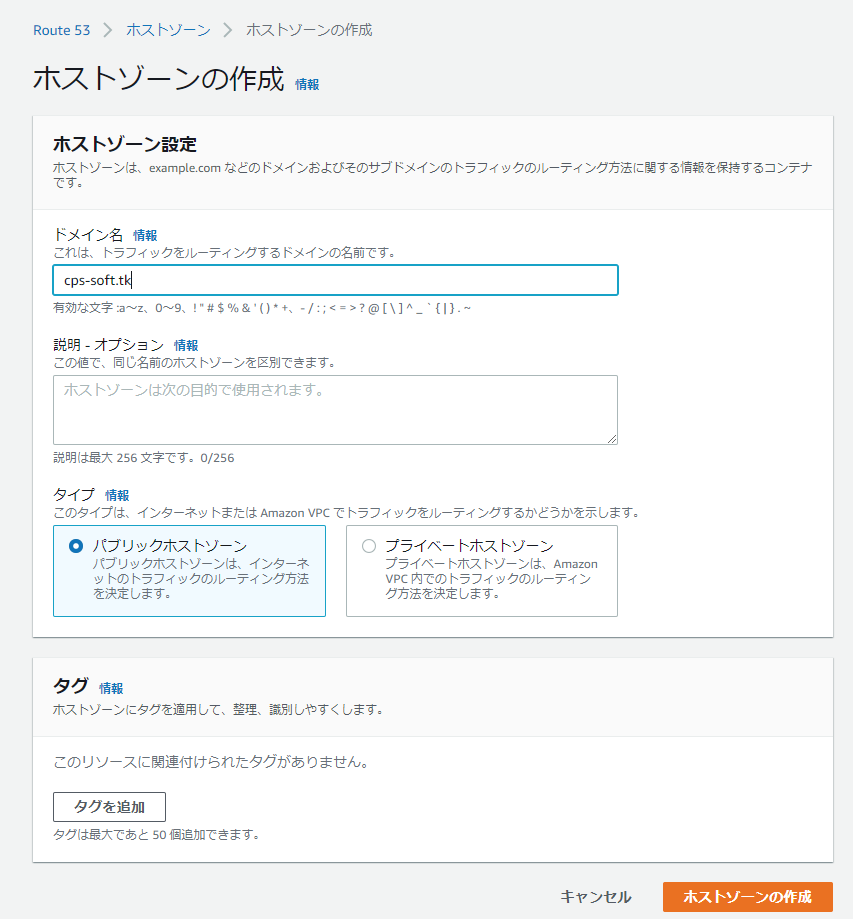 Route 53 > ホストゾーン > ホストゾーンの作成
ホストゾーンの作成 情報
ホストゾーン設定
ホストゾーンは、example.com などのドメインおよびそのサブドメインのトラフィックのルーティング方法に関する情報を保持するコンテナ
です。
ドメイン名 情報
これは、トラフィックをルーティングするドメインの名前です。
cps-soft.tk
有効な文字 :a～z、0～9、! " # $ % & ' ( ) * +、- / : ; < = > ? @ [ \ ] ^ _ ` { | } . ~
説明 - オプション 情報
この値で、同じ名前のホストゾーンを区別できます。
ホストゾーンは次の目的で使用されます。
説明は最大 256 文字です。0/256
タイプ 情報
このタイプは、インターネットまたは Amazon VPC でトラフィックをルーティングするかどうかを示します。
パブリックホストゾーン
パブリックホストゾーンは、インターネ
ットのトラフィックのルーティング方法
を決定します。
プライベートホストゾーン
プライベートホストゾーンは、Amazon
VPC 内でのトラフィックのルーティン
グ方法を決定します。
タグ 情報
ホストゾーンにタグを適用して、整理、識別しやすくします。
このリソースに関連付けられたタグがありません。
タグを追加
タグは最大であと 50 個追加できます。
キャンセル
ホストゾーンの作成